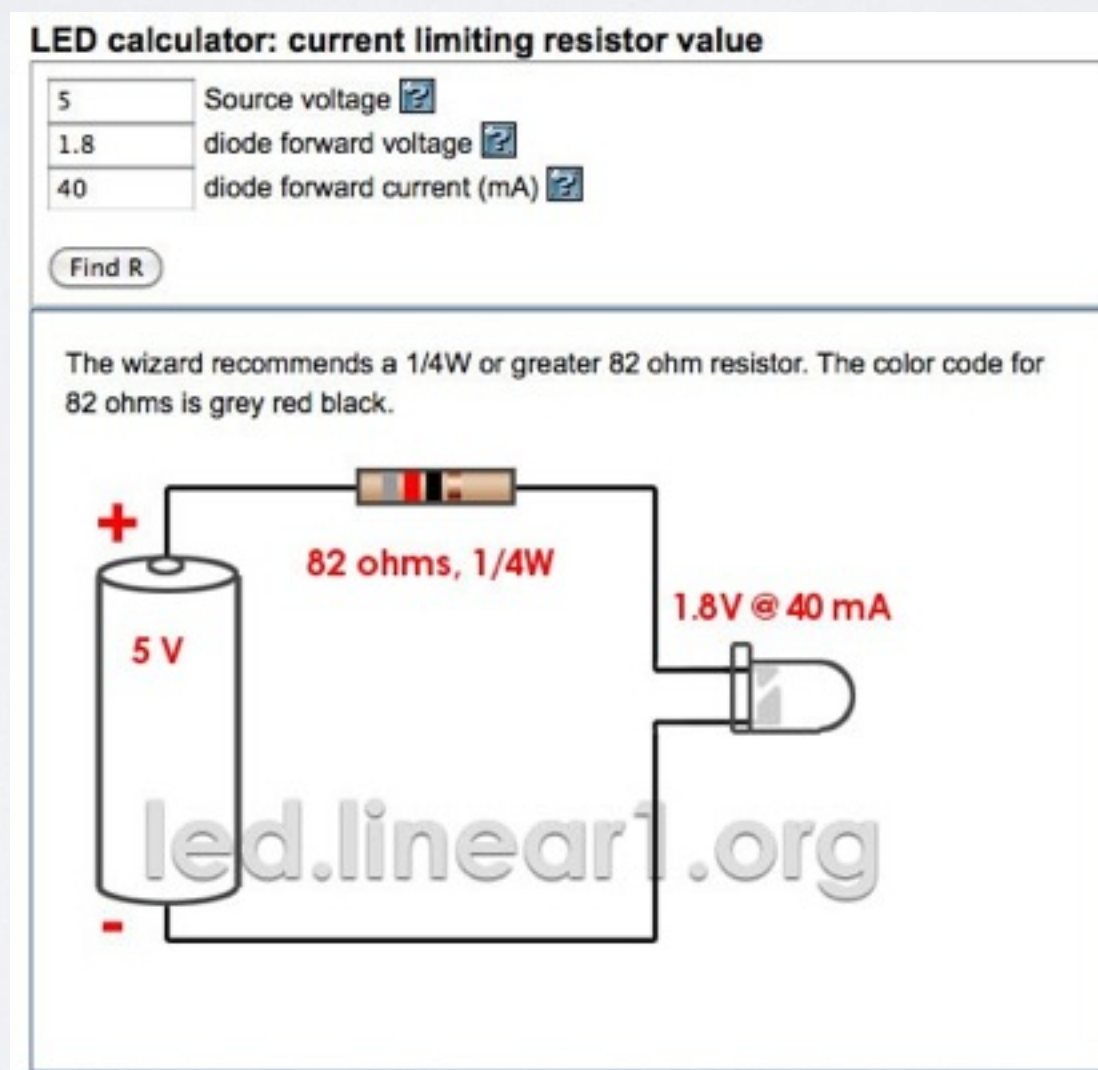 LED calculator: current limiting resistor value
5 Source voltage ?
1.8 diode forward voltage ?
40 diode forward current (mA) ?
Find R
The wizard recommends a 1/4W or greater 82 ohm resistor. The color code for
82 ohms is grey red black.
+
82 ohms, 1/4W
1.8V @ 40 mA
5 V
led.linear1.org
-